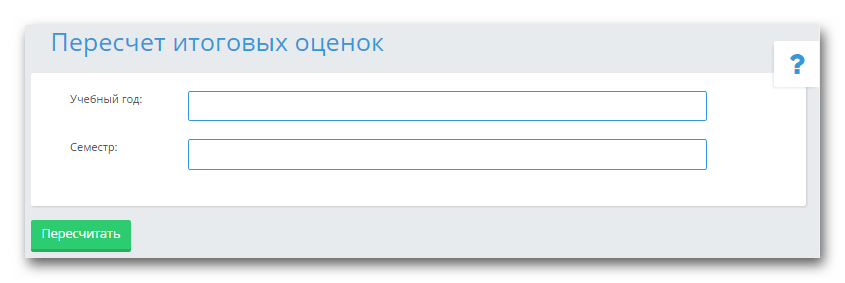 Пересчет итоговых оценок
?
Учебный год:
Семестр:
Пересчитать